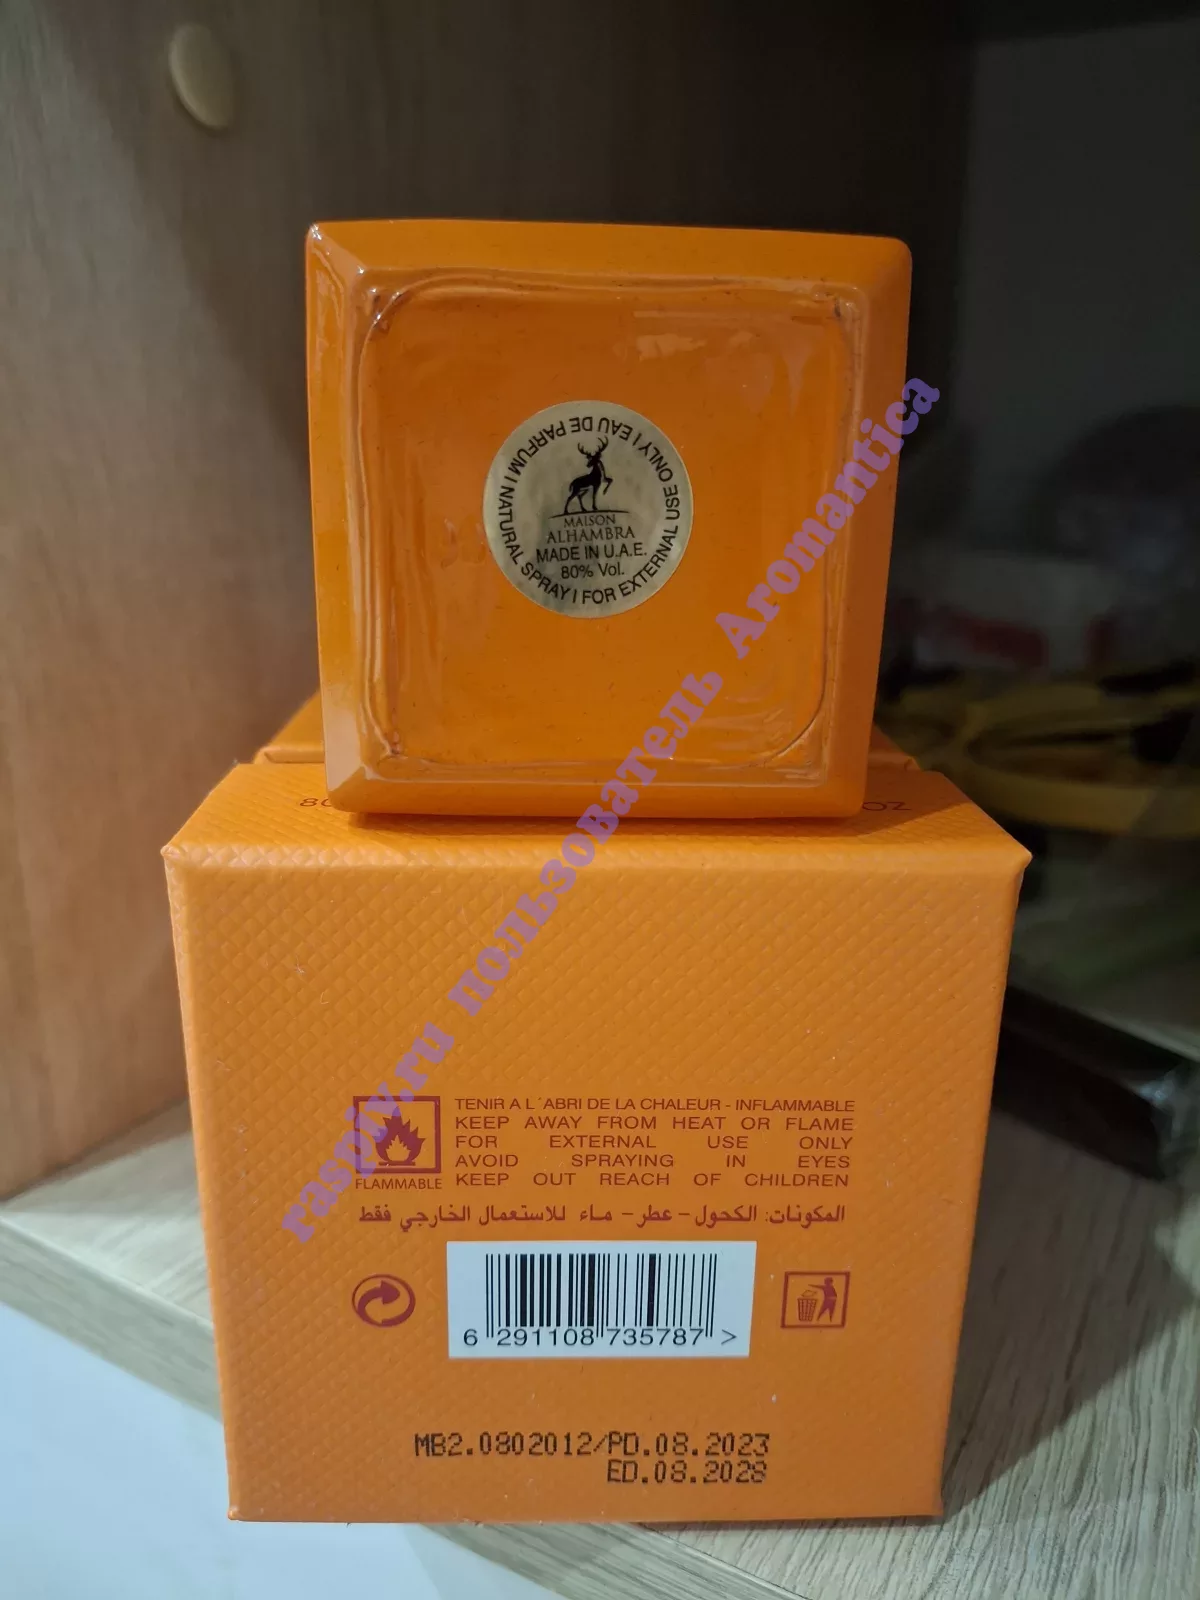 NATURAL SPRAY I FOR EXTERNAL USE ONLY I EAU DE PARFUM I
MAISON
ALHAMBRA
MADE IN U.A.E.
80% Vol.
OZ
raspiv.ru пользователь Aromantica
TENIR A L´ABRI DE LA CHALEUR - INFLAMMABLE
KEEP AWAY FROM HEAT OR FLAME
FOR EXTERNAL USE ONLY
AVOID SPRAYING IN EYES
FLAMMABLE KEEP OUT REACH OF CHILDREN
المكونات: الكحول - عطر - ماء للاستعمال الخارجي فقط
6 291108 735787 >
MB2.0802012/PD.08.2023
ED.08.2028